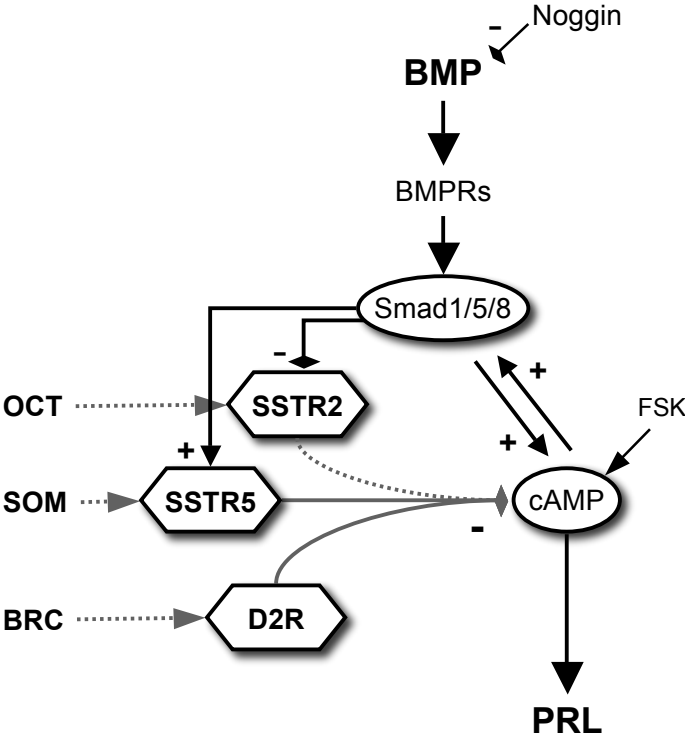 Noggin
-
BMP
BMPRs
Smad1/5/8
-
+
OCT
SSTR2
FSK
+
+
SOM
SSTR5
cAMP
-
BRC
D2R
PRL